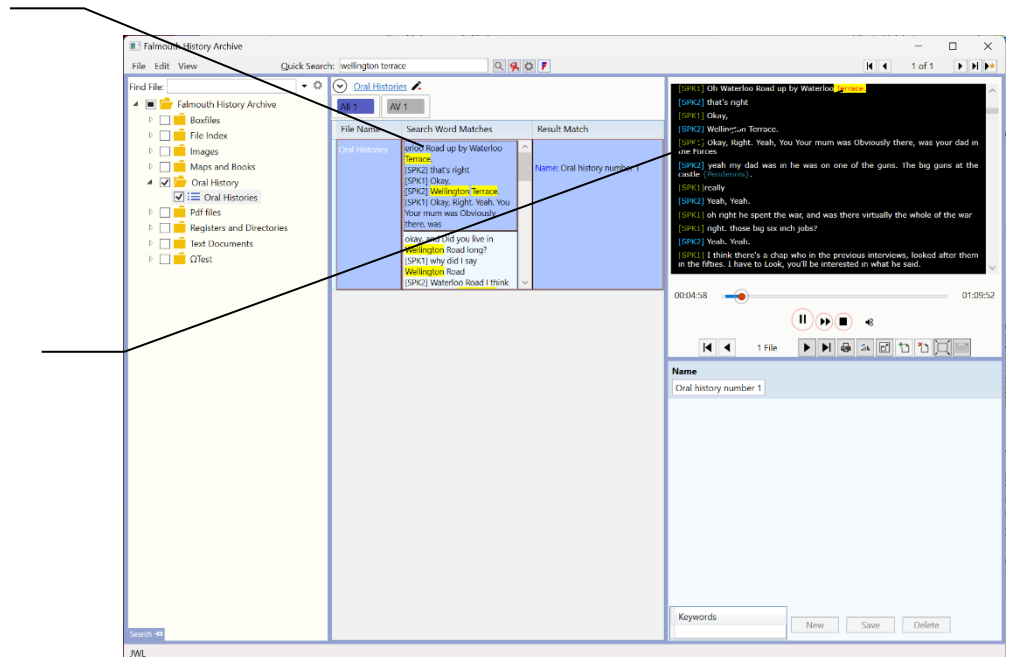 Falmouth History Archive
File Edit View Quick Search: wellington terrace 1 of 1
Find File:
Falmouth History Archive
Boxfiles
File Index
Images
Maps and Books
Oral History
Oral Histories
Pdf files
Registers and Directories
Text Documents
ΩTest
Search
JWL
Oral Histories
All 1 AV 1
File Name Search Word Matches Result Match
Oral Histories
erloo Road up by Waterloo
Terrace,
[SPK2] that's right
[SPK1] Okay,
[SPK2] Wellington Terrace,
[SPK1] Okay, Right. Yeah, You
Your mum was Obviously
there, was
Name: Oral history number 1
okay, and Did you live in
Wellington Road long?
[SPK1] why did I say
Wellington Road
[SPK2] Waterloo Road I think
[SPK1] Oh Waterloo Road up by Waterloo Terrace,
[SPK2] that's right
[SPK1] Okay,
[SPK2] Wellington Terrace.
[SPK1] Okay, Right. Yeah, You Your mum was Obviously there, was your dad in
the Forces
[SPK2] yeah my dad was in he was on one of the guns. The big guns at the
castle {Pendennis}.
[SPK1]really
[SPK2] Yeah, Yeah.
[SPK1] oh right he spent the war, and was there virtually the whole of the war
[SPK1] right. those big six inch jobs?
[SPK2] Yeah. Yeah.
[SPK1] I think there's a chap who in the previous interviews, looked after them
in the fifties. I have to Look, you'll be interested in what he said.
00:04:58 01:09:52
1 File
Name
Oral history number 1
Keywords
New Save Delete